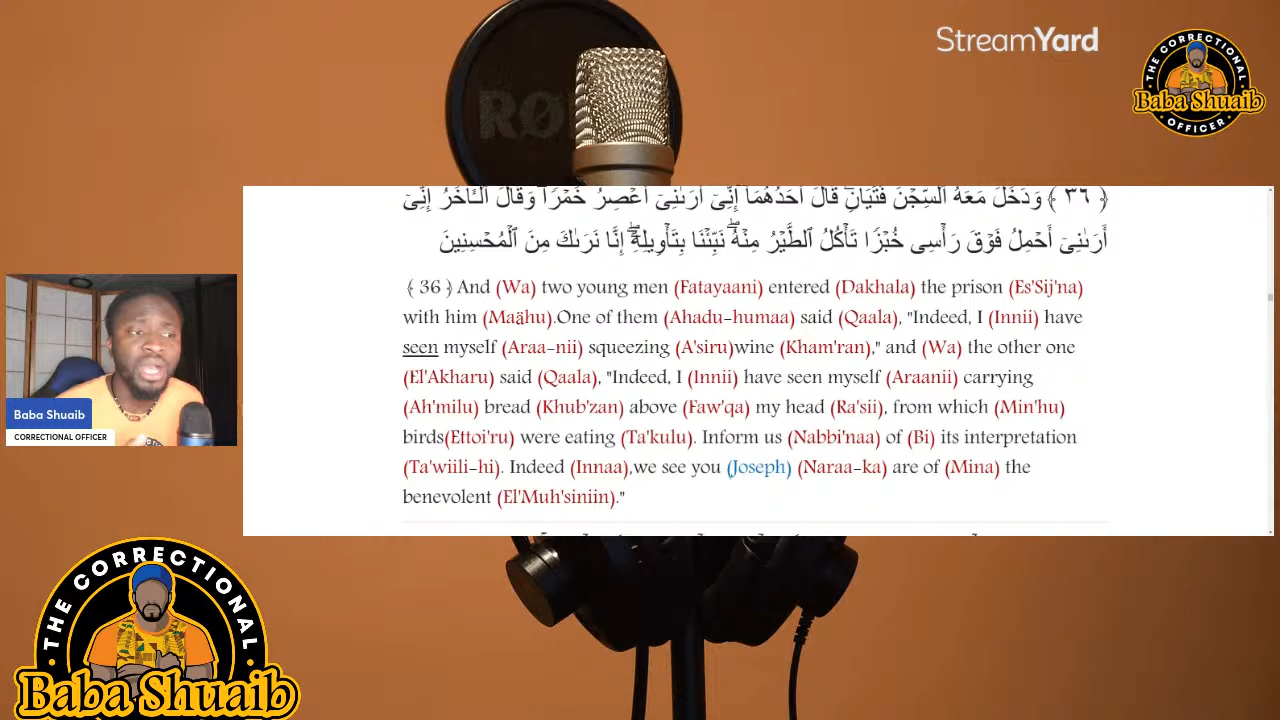 StreamYard
THE CORRECTIONAL
Baba Shuaib
OFFICER
RØ
﴿ ٣٦ ﴾ وَدَخَلَ مَعَهُ ٱلسِّجْنَ فَتَيَانِ ۖ قَالَ أَحَدُهُمَآ إِنِّىٓ أَرَىٰنِىٓ أَعْصِرُ خَمْرًا ۖ وَقَالَ ٱلْـَٔاخَرُ إِنِّىٓ
أَرَىٰنِىٓ أَحْمِلُ فَوْقَ رَأْسِى خُبْزًا تَأْكُلُ ٱلطَّيْرُ مِنْهُ ۖ نَبِّئْنَا بِتَأْوِيلِهِۦٓ ۖ إِنَّا نَرَىٰكَ مِنَ ٱلْمُحْسِنِينَ
﴾ 36 ﴿ And (Wa) two young men (Fatayaani) entered (Dakhala) the prison (Es'Sij'na)
with him (Maähu).One of them (Ahadu-humaa) said (Qaala), "Indeed, I (Innii) have
seen myself (Araa-nii) squeezing (A'siru)wine (Kham'ran)," and (Wa) the other one
(El'Akharu) said (Qaala), "Indeed, I (Innii) have seen myself (Araanii) carrying
(Ah'milu) bread (Khub'zan) above (Faw'qa) my head (Ra'sii), from which (Min'hu)
birds(Ettoi'ru) were eating (Ta'kulu). Inform us (Nabbi'naa) of (Bi) its interpretation
(Ta'wiili-hi). Indeed (Innaa),we see you (Joseph) (Naraa-ka) are of (Mina) the
benevolent (El'Muh'siniin)."
Baba Shuaib
CORRECTIONAL OFFICER
THE CORRECTIONAL
Baba Shuaib